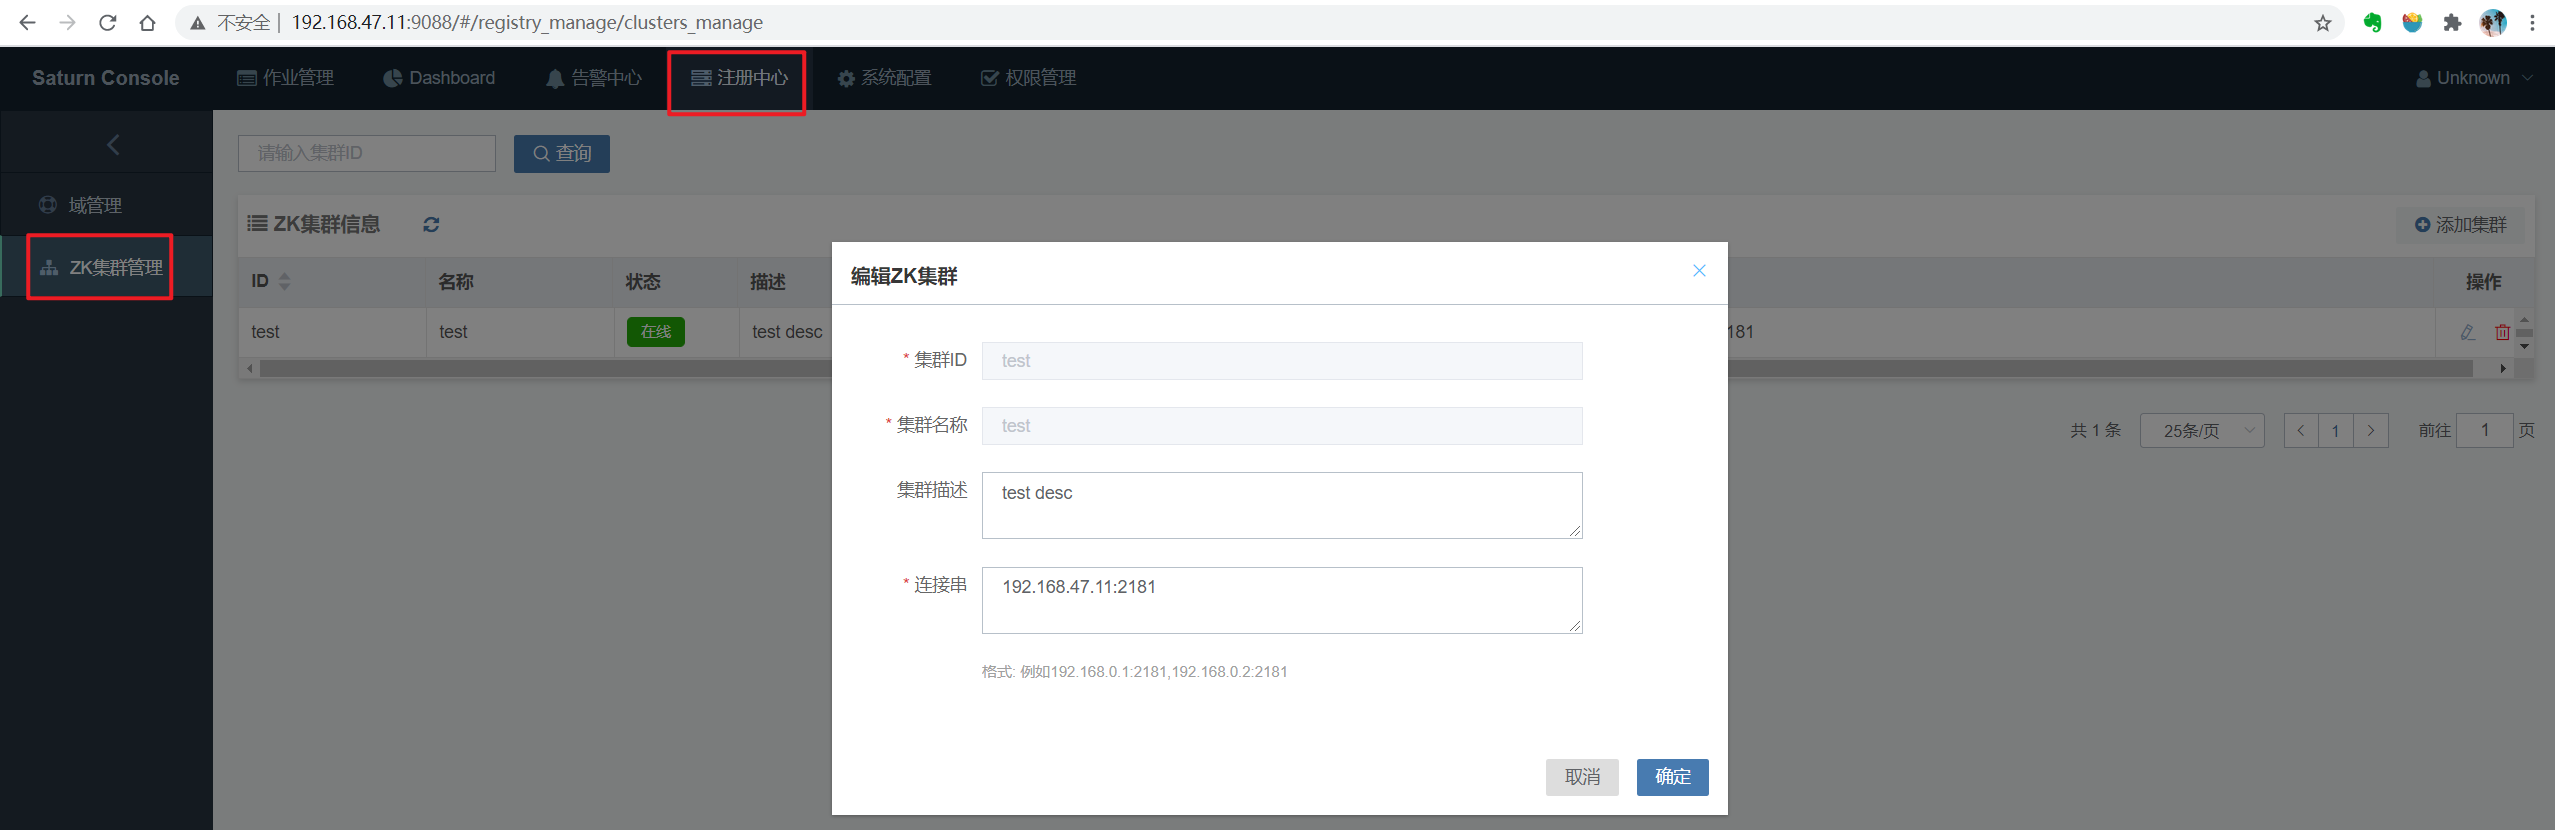 不安全 | 192.168.47.11:9088/#/registry_manage/clusters_manage
Saturn Console 作业管理 Dashboard 告警中心 注册中心 系统配置 权限管理 Unknown
请输入集群ID 查询
域管理
ZK集群管理
ZK集群信息 添加集群
ID 名称 状态 描述 操作
test test 在线 test desc 181
共 1 条 25条/页 1 前往 1 页
编辑ZK集群
* 集群ID test
* 集群名称 test
集群描述 test desc
* 连接串 192.168.47.11:2181
格式: 例如192.168.0.1:2181,192.168.0.2:2181
取消 确定